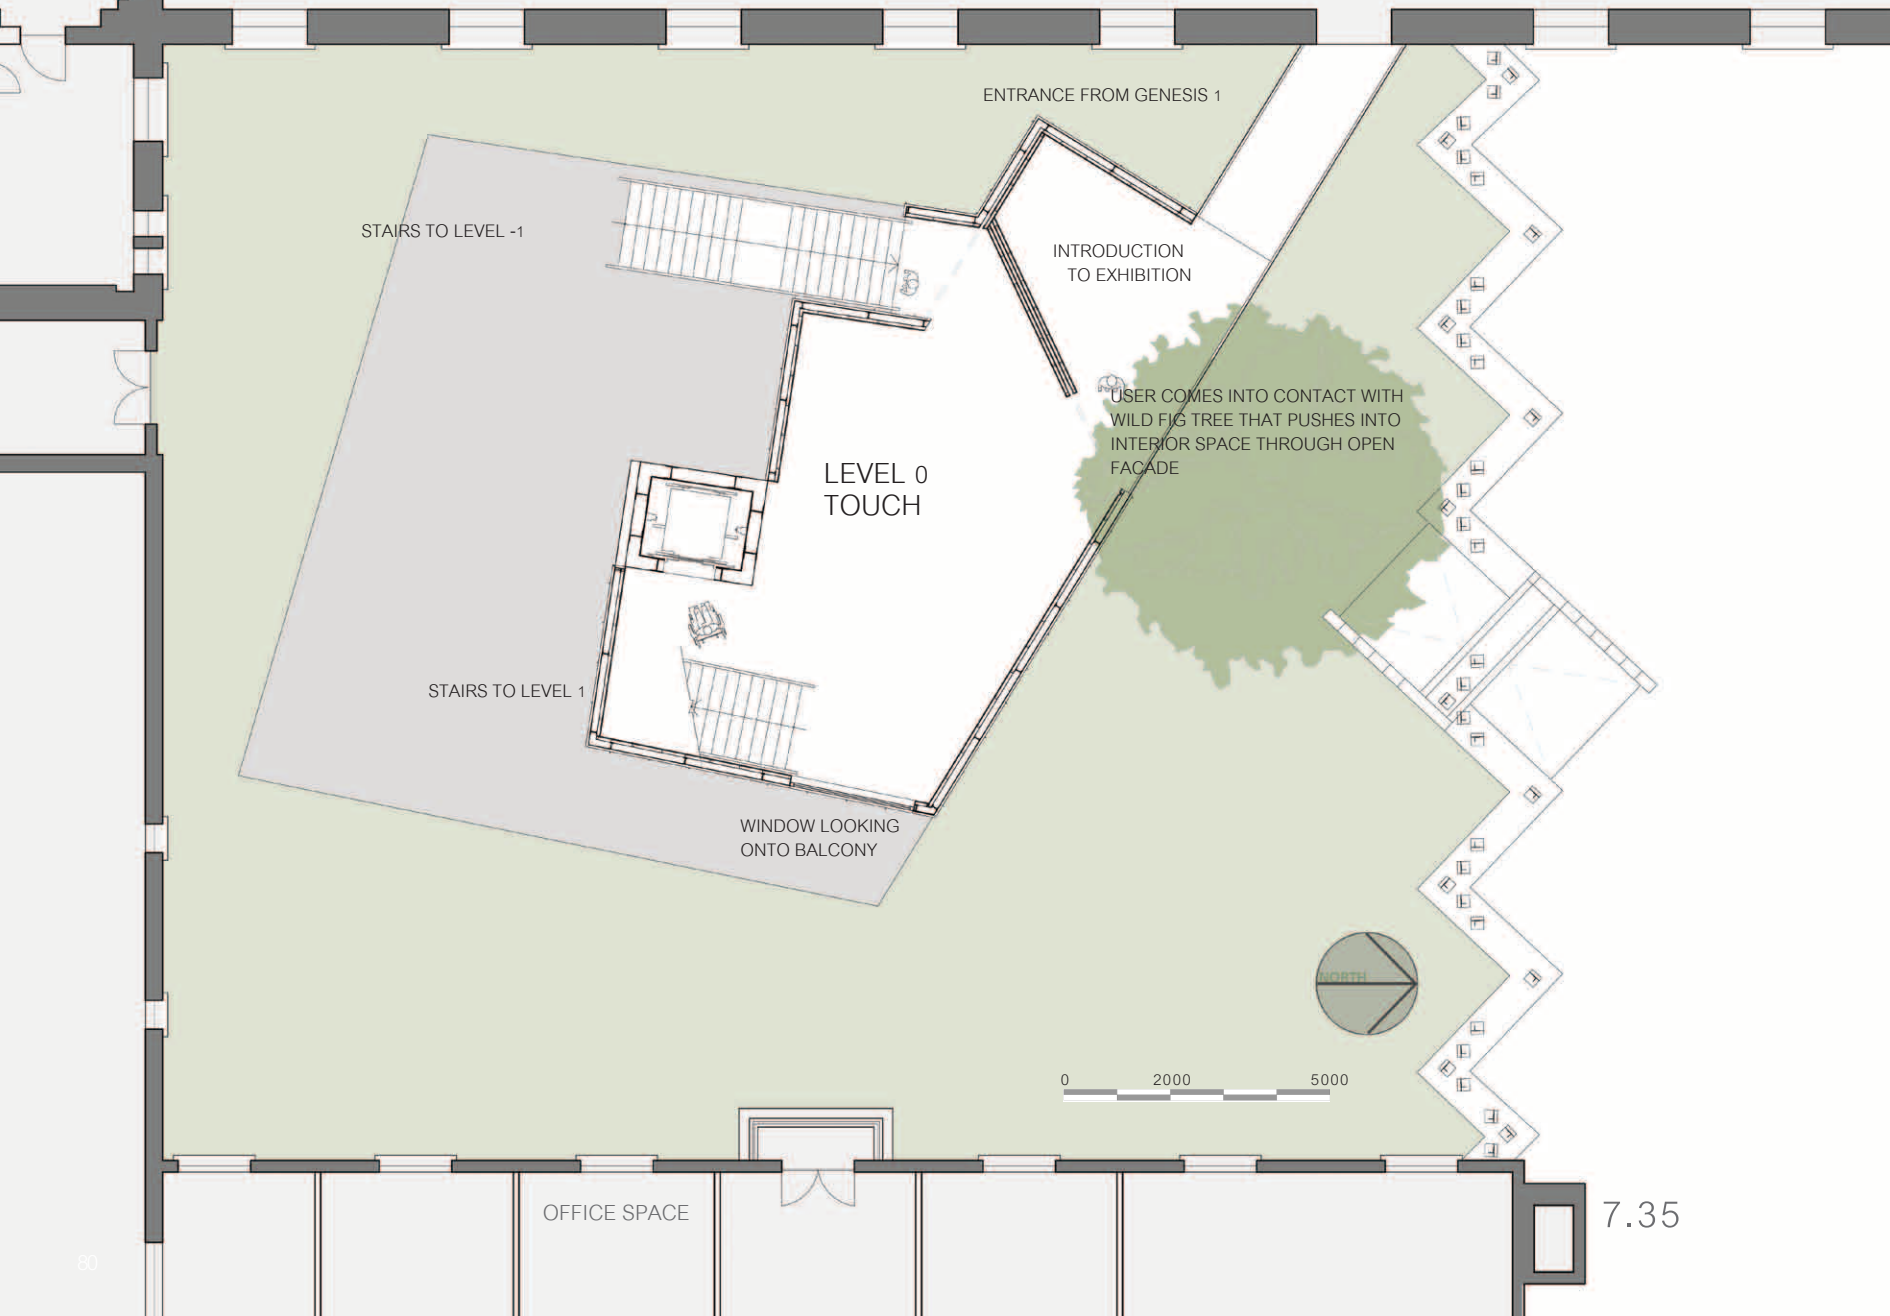 ENTRANCE FROM GENESIS 1
STAIRS TO LEVEL -1
INTRODUCTION
TO EXHIBITION
USER COMES INTO CONTACT WITH
WILD FIG TREE THAT PUSHES INTO
INTERIOR SPACE THROUGH OPEN
FACADE
LEVEL 0
TOUCH
STAIRS TO LEVEL 1
WINDOW LOOKING
ONTO BALCONY
NORTH
0 2000 5000
OFFICE SPACE
7.35
80